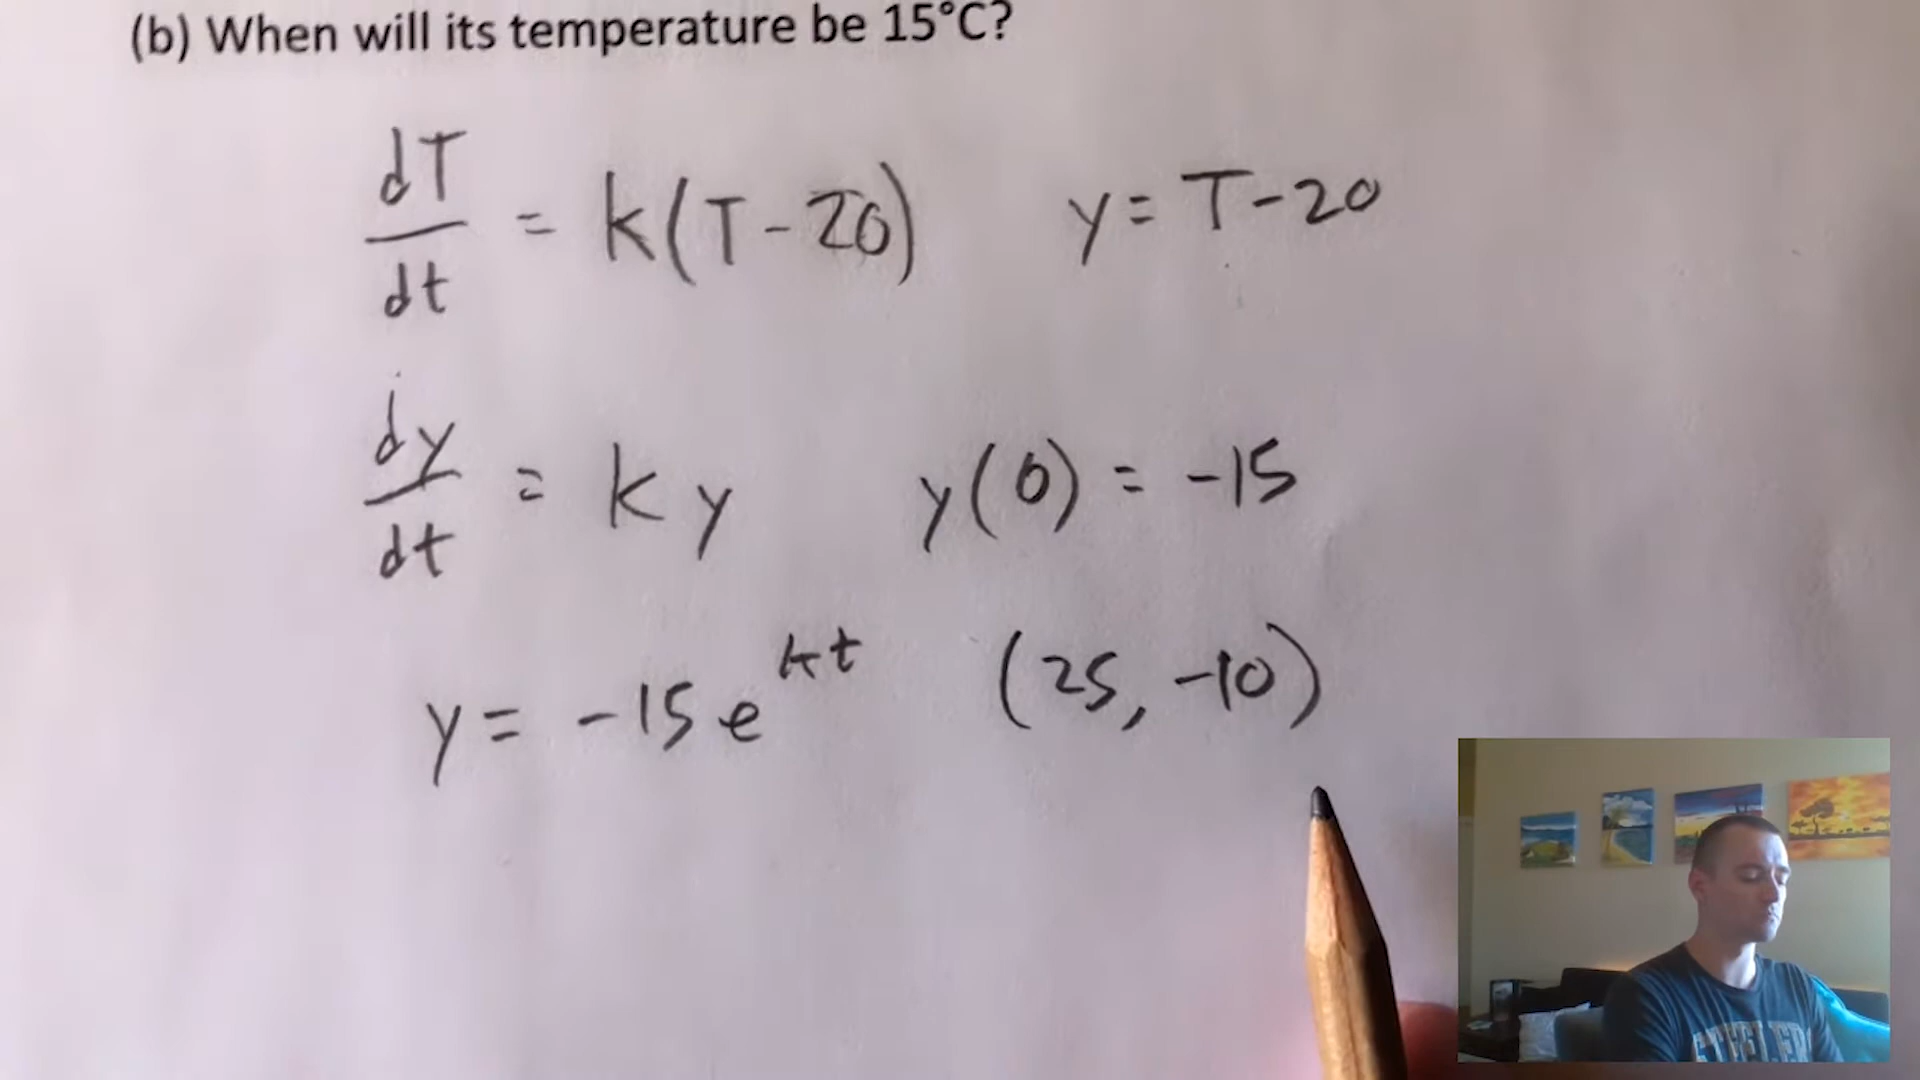 (b) When will its temperature be 15°C?
dT/dt = k(T-20) y = T-20
dy/dt = ky y(0) = -15
y = -15e^kt (25, -10)
STEELERS